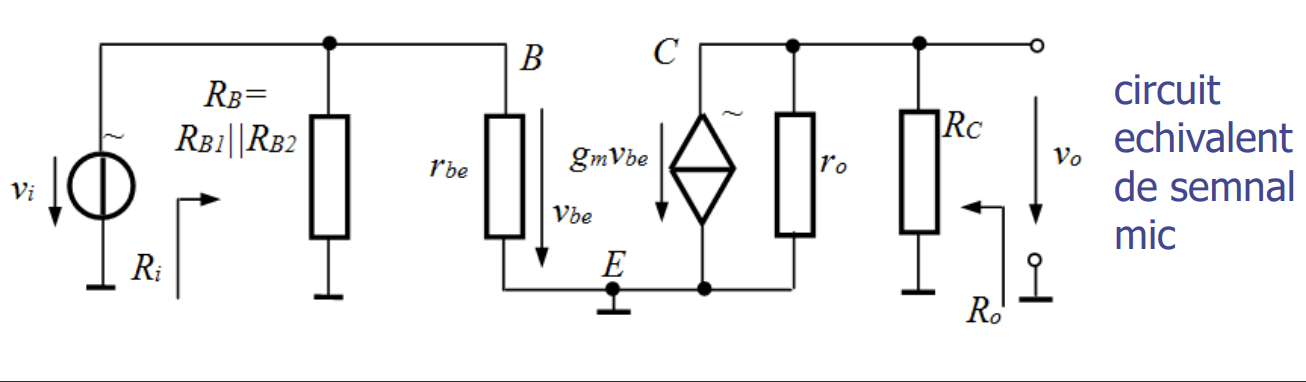 B
C
R_B=
R_B1||R_B2
~
~
v_i
r_be
g_m v_be
v_be
r_o
R_C
v_o
R_i
E
R_o
circuit
echivalent
de semnal
mic